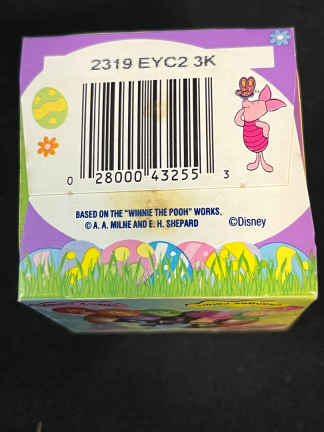 2319 EYC2 3K
0 28000 43255 3
BASED ON THE "WINNIE THE POOH" WORKS,
© A. A. MILNE AND E. H. SHEPARD
©Disney